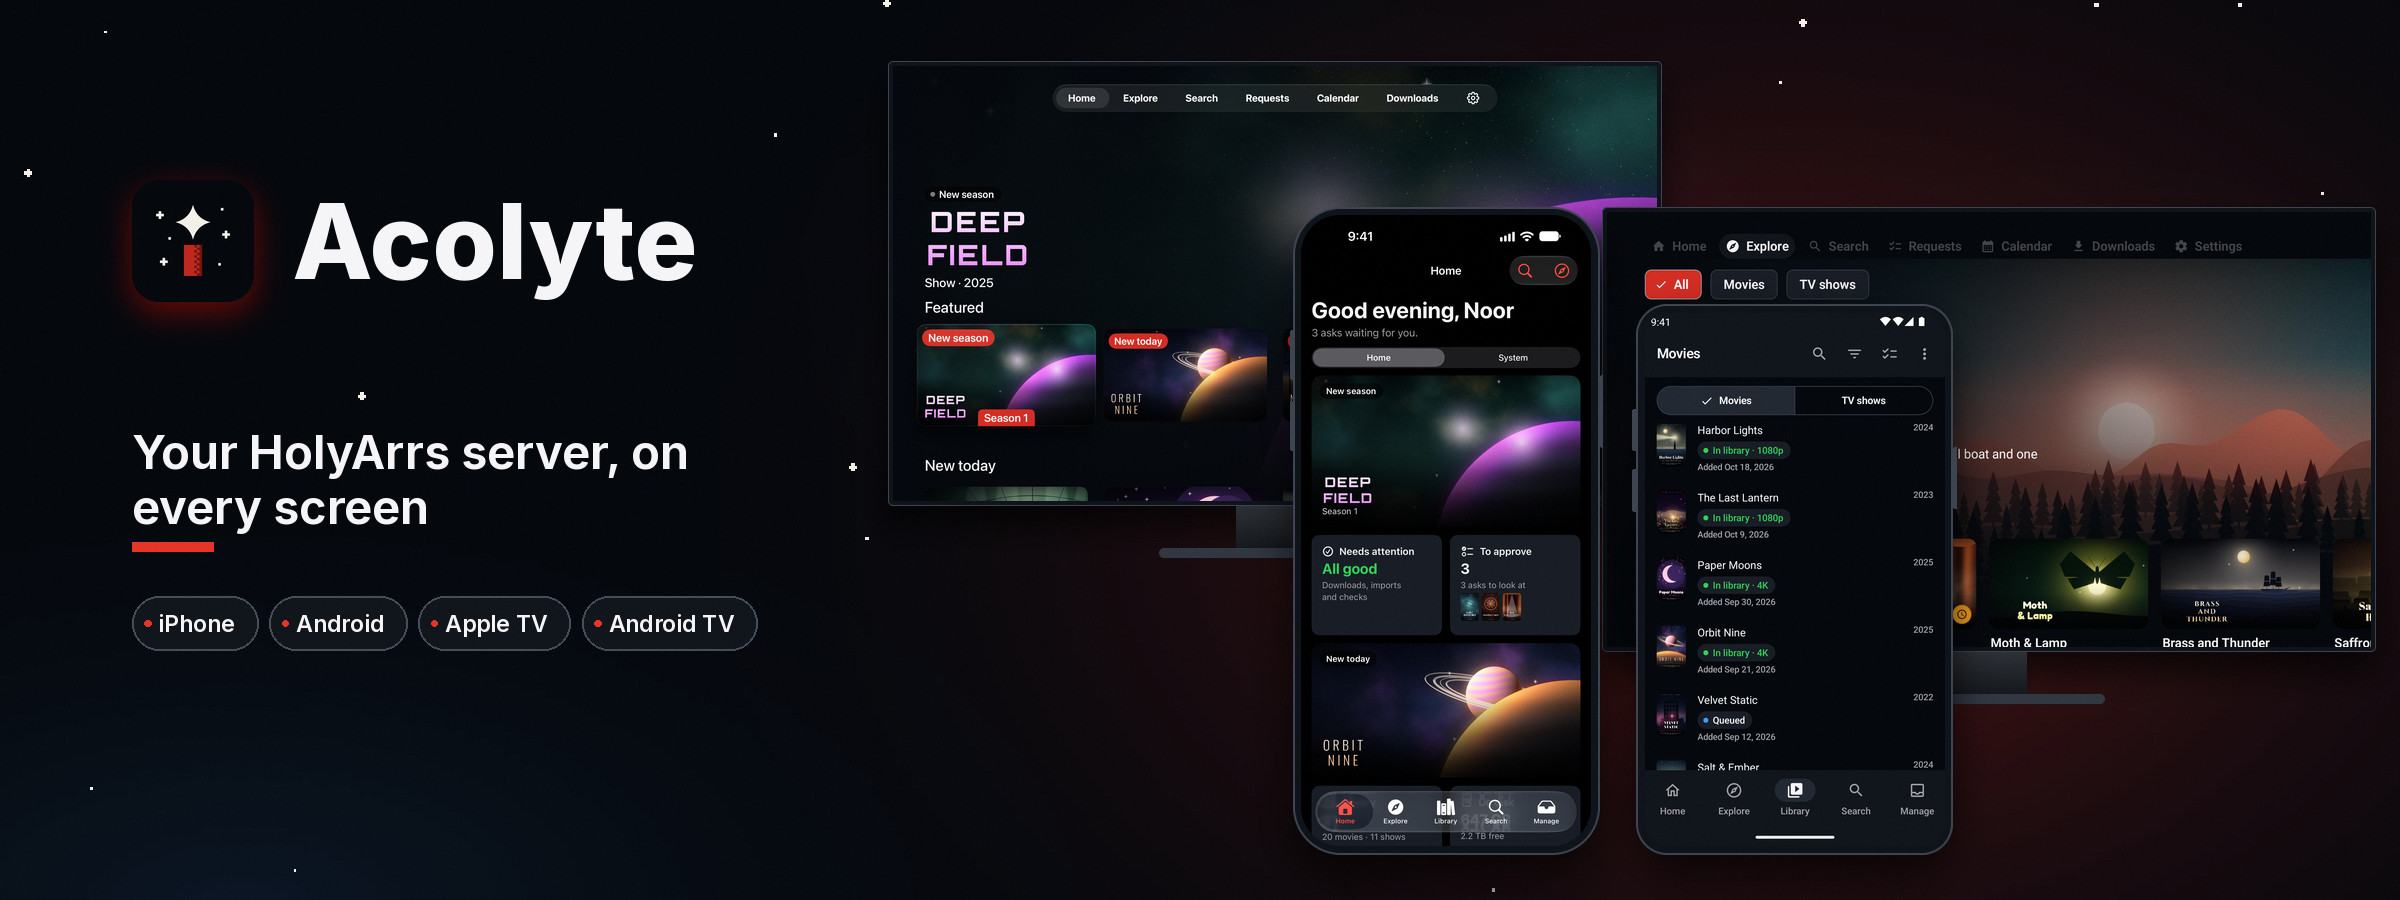 Acolyte
Your HolyArrs server, on
every screen
iPhone
Android
Apple TV
Android TV
Home
Explore
Search
Requests
Calendar
Downloads
New season
DEEP
FIELD
Show · 2025
Featured
New season
DEEP
FIELD
Season 1
New today
ORBIT
NINE
New today
9:41
Home
Good evening, Noor
3 asks waiting for you.
Home
System
New season
DEEP
FIELD
Season 1
Needs attention
All good
Downloads, imports
and checks
To approve
3
3 asks to look at
New today
ORBIT
NINE
Home
Explore
Library
Search
Manage
20 movies · 11 shows
2.2 TB free
Home
Explore
Search
Requests
Calendar
Downloads
Settings
All
Movies
TV shows
boat and one
Moth
& Lamp
BRASS
AND
THUNDER
Moth & Lamp
Brass and Thunder
9:41
Movies
Movies
TV shows
Harbor Lights
2024
In library · 1080p
Added Oct 18, 2026
The Last Lantern
2023
In library · 1080p
Added Oct 9, 2026
Paper Moons
2025
In library · 4K
Added Sep 30, 2026
Orbit Nine
2025
In library · 4K
Added Sep 21, 2026
Velvet Static
2022
Queued
Added Sep 12, 2026
Salt & Ember
2024
Home
Explore
Library
Search
Manage